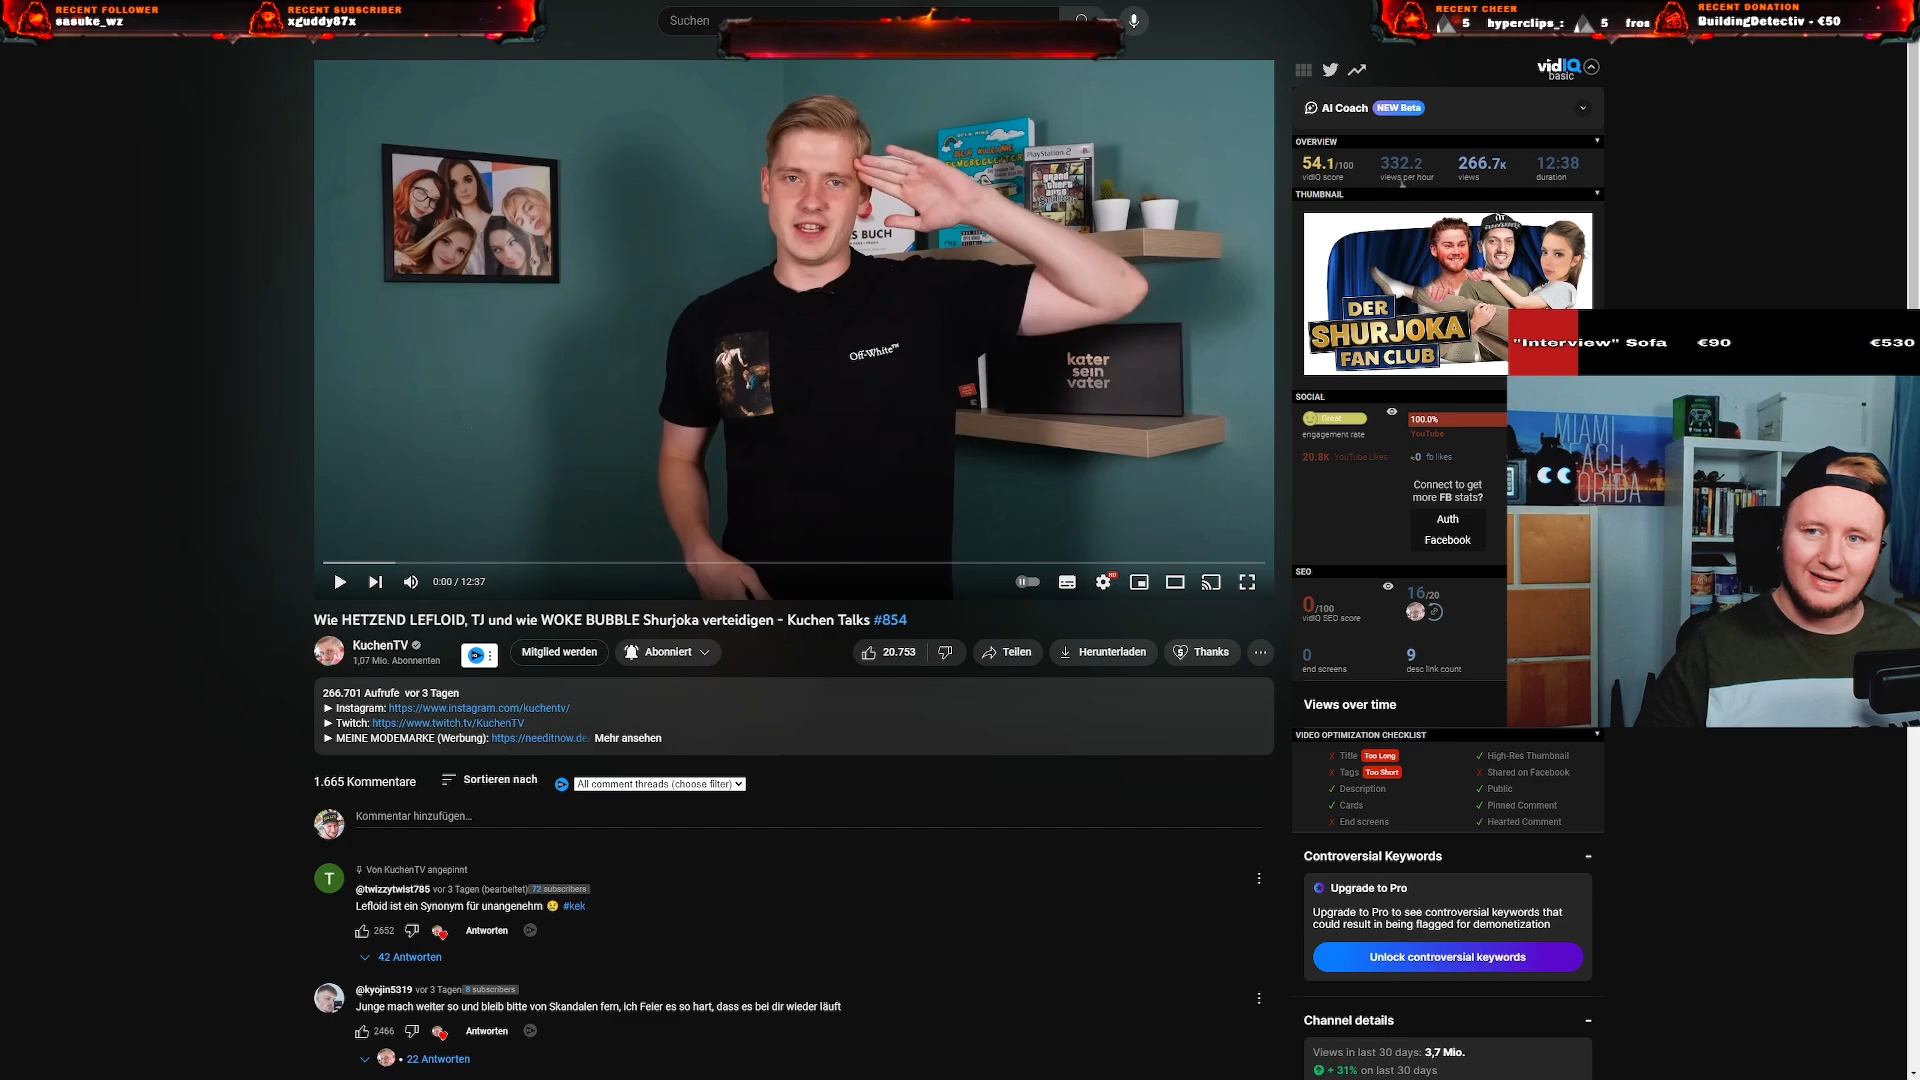 RECENT FOLLOWER
sasuke_wz
RECENT SUBSCRIBER
xguddy87x
Suchen
RECENT CHEER
5 hyperclips_: 5 fros
RECENT DONATION
BuildingDetectiv - €50
PlayStation 2
grand theft auto
S BUCH
Off-White™
kater
sein
vater
0:00 / 12:37
HD
Wie HETZEND LEFLOID, TJ und wie WOKE BUBBLE Shurjoka verteidigen - Kuchen Talks #854
KuchenTV
1,07 Mio. Abonnenten
Mitglied werden
Abonniert
20.753
Teilen
Herunterladen
Thanks
266.701 Aufrufe vor 3 Tagen
► Instagram: https://www.instagram.com/kuchentv/
► Twitch: https://www.twitch.tv/KuchenTV
► MEINE MODEMARKE (Werbung): https://needitnow.de Mehr ansehen
1.665 Kommentare
Sortieren nach
All comment threads (choose filter)
Kommentar hinzufügen...
T
Von KuchenTV angepinnt
@twizzytwist785 vor 3 Tagen (bearbeitet) 72 subscribers
Lefloid ist ein Synonym für unangenehm 😢 #kek
2652
Antworten
42 Antworten
@kyojin5319 vor 3 Tagen 8 subscribers
Junge mach weiter so und bleib bitte von Skandalen fern, ich Feier es so hart, dass es bei dir wieder läuft
2466
Antworten
22 Antworten
vidIQ
basic
AI Coach NEW Beta
OVERVIEW
54.1/100
vidIQ score
332.2
views per hour
266.7K
views
12:38
duration
THUMBNAIL
DER
SHURJOKA
FAN CLUB
"Interview" Sofa €90 €530
SOCIAL
Great
engagement rate
100.0%
YouTube
20.8K YouTube Likes
≈0 fb likes
Connect to get
more FB stats?
Auth
Facebook
MIAMI
ACH
ORIDA
SEO
0/100
vidIQ SEO score
16/20
0
end screens
9
desc link count
Views over time
VIDEO OPTIMIZATION CHECKLIST
Title Too Long
Tags Too Short
Description
Cards
End screens
High-Res Thumbnail
Shared on Facebook
Public
Pinned Comment
Hearted Comment
Controversial Keywords
Upgrade to Pro
Upgrade to Pro to see controversial keywords that
could result in being flagged for demonetization
Unlock controversial keywords
Channel details
Views in last 30 days: 3,7 Mio.
+ 31% on last 30 days